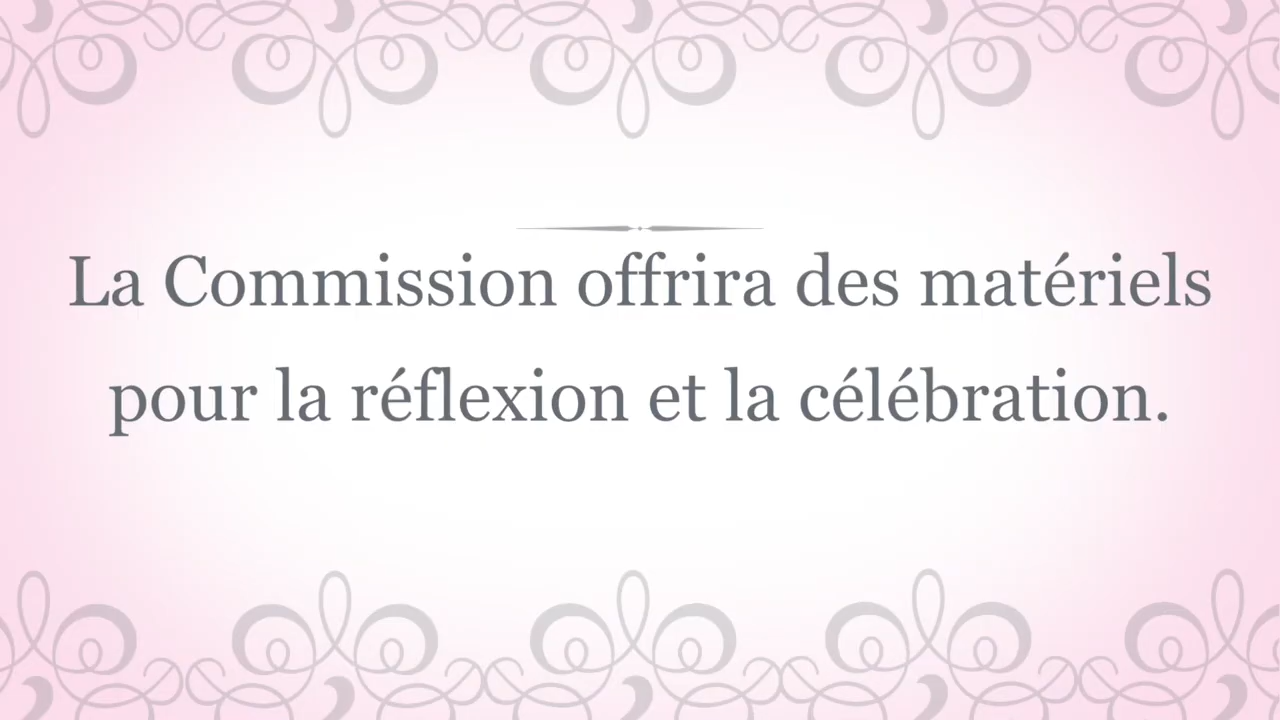 La Commission offrira des matériels
pour la réflexion et la célébration.